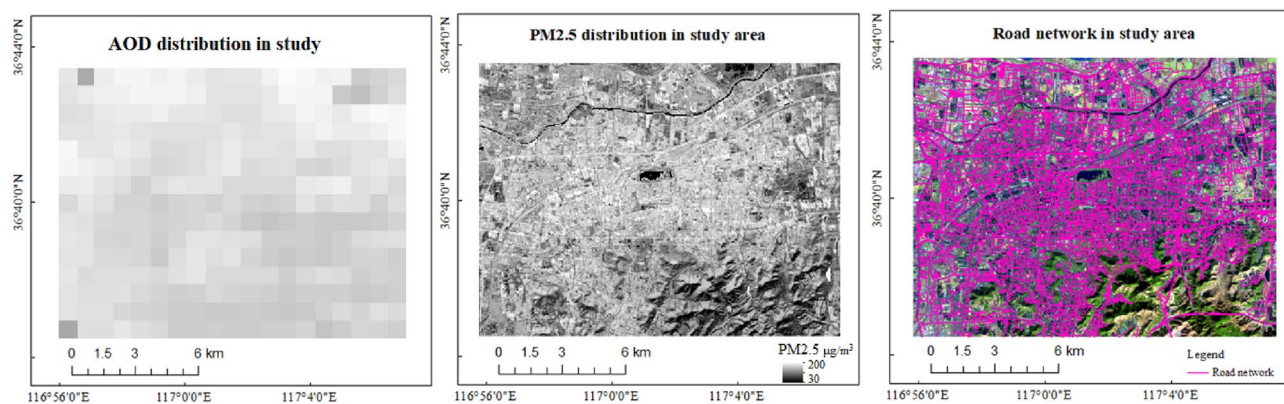 AOD distribution in study
36°44'0"N
36°40'0"N
0 1.5 3 6 km
116°56'0"E 117°0'0"E 117°4'0"E
PM2.5 distribution in study area
36°44'0"N
36°40'0"N
0 1.5 3 6 km
PM2.5 μg/m³
200
30
116°56'0"E 117°0'0"E 117°4'0"E
Road network in study area
36°44'0"N
36°40'0"N
0 1.5 3 6 km
Legend
Road network
116°56'0"E 117°0'0"E 117°4'0"E